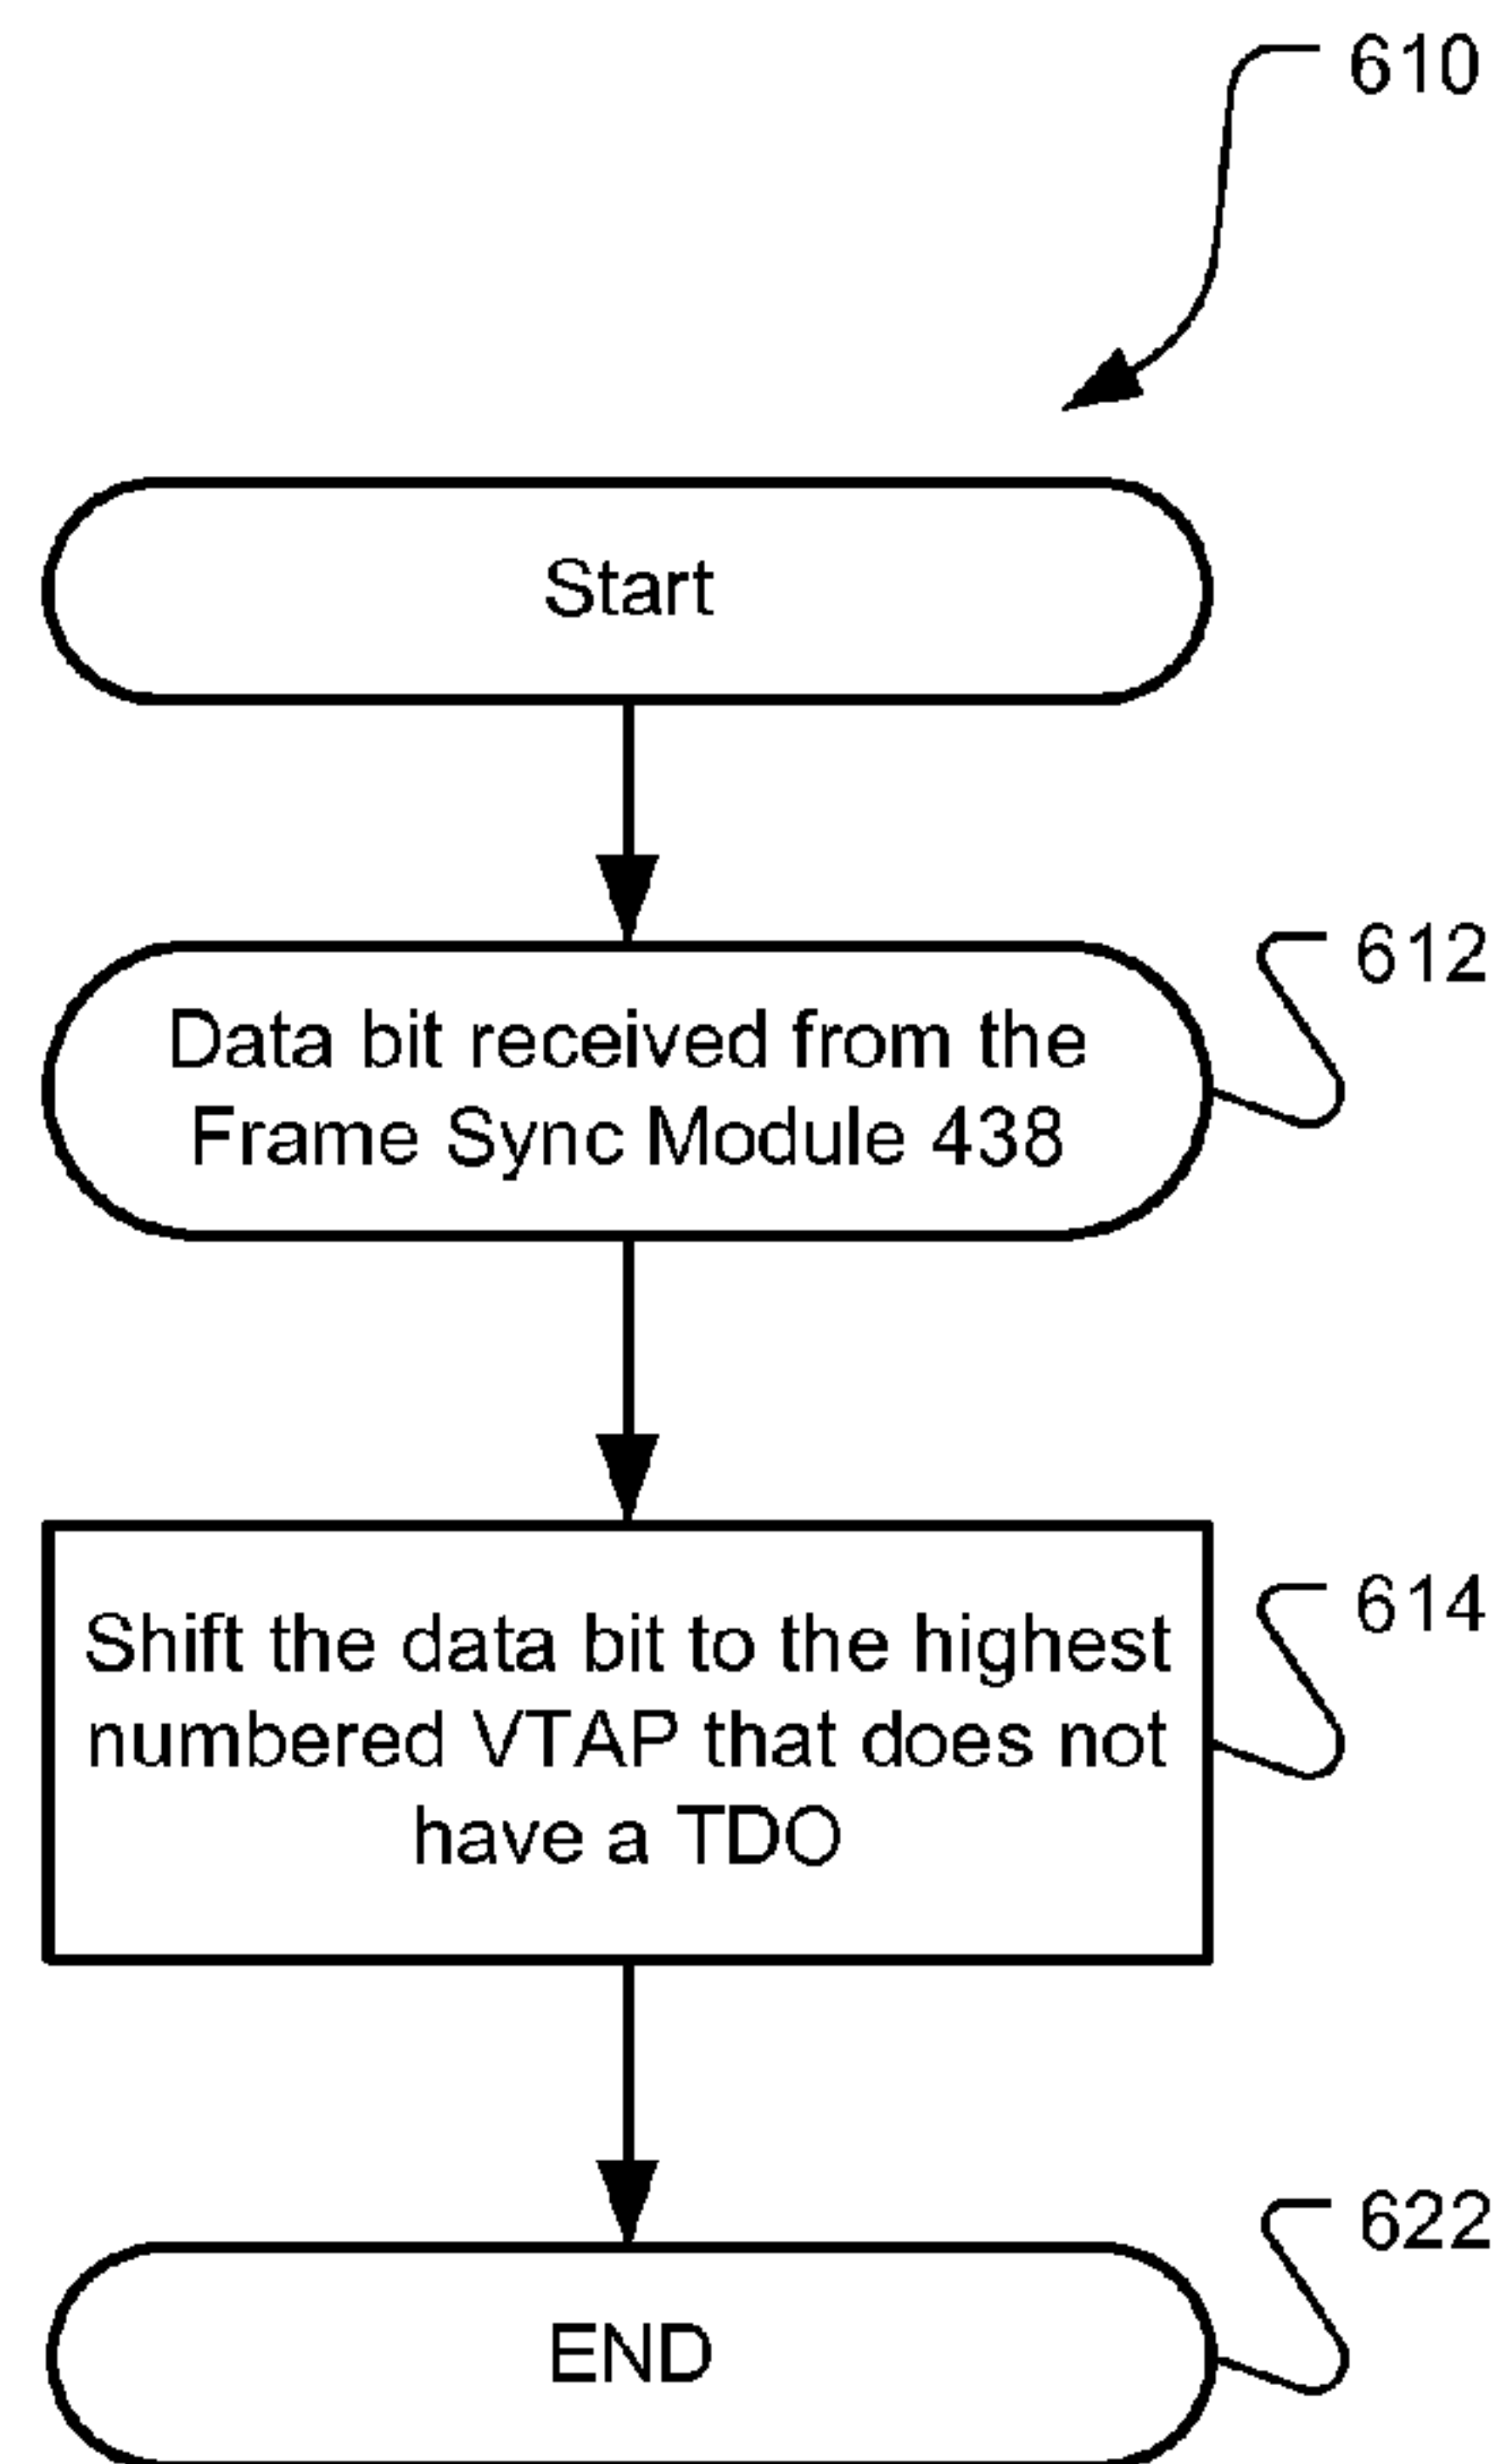 610
Start
612
Data bit received from the
Frame Sync Module 438
614
Shift the data bit to the highest
numbered VTAP that does not
have a TDO
622
END